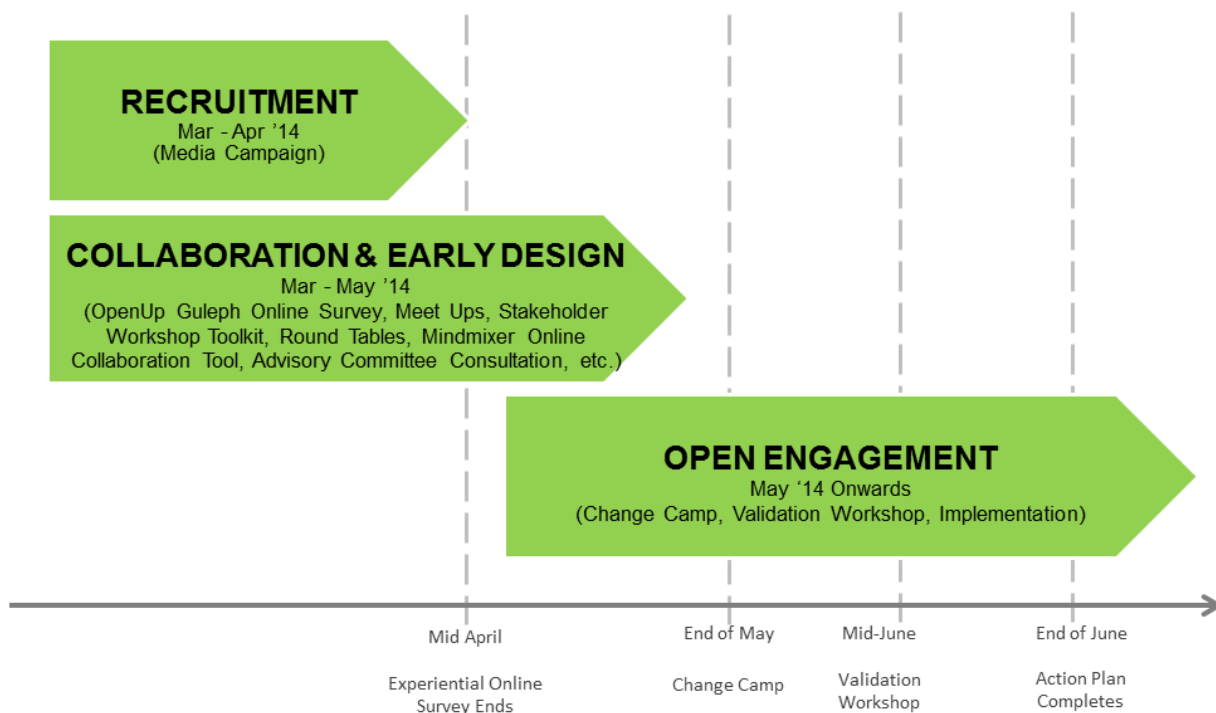 RECRUITMENT
Mar - Apr ’14
(Media Campaign)
COLLABORATION & EARLY DESIGN
Mar - May ’14
(OpenUp Guleph Online Survey, Meet Ups, Stakeholder
Workshop Toolkit, Round Tables, Mindmixer Online
Collaboration Tool, Advisory Committee Consultation, etc.)
OPEN ENGAGEMENT
May ‘14 Onwards
(Change Camp, Validation Workshop, Implementation)
Mid April
Experiential Online
Survey Ends
End of May
Change Camp
Mid-June
Validation
Workshop
End of June
Action Plan
Completes